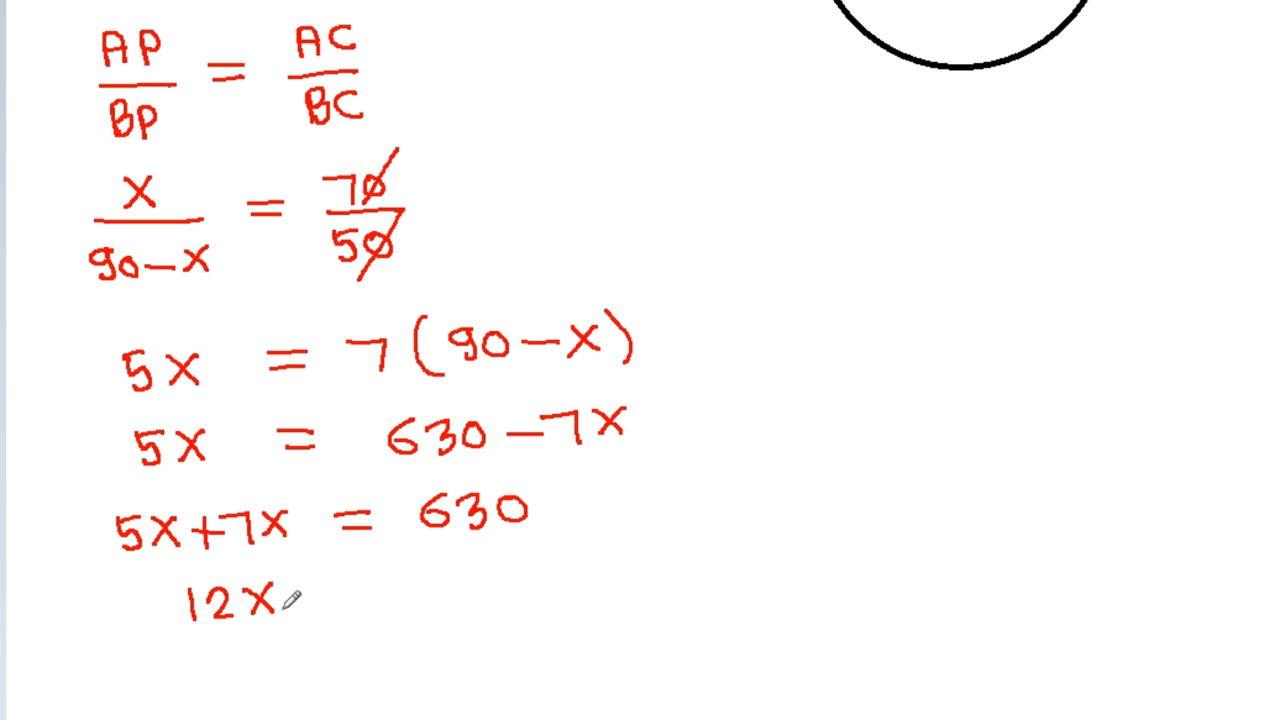 AP/BP = AC/BC
x/90-x = 70/50
5x = 7(90-x)
5x = 630-7x
5x+7x = 630
12x